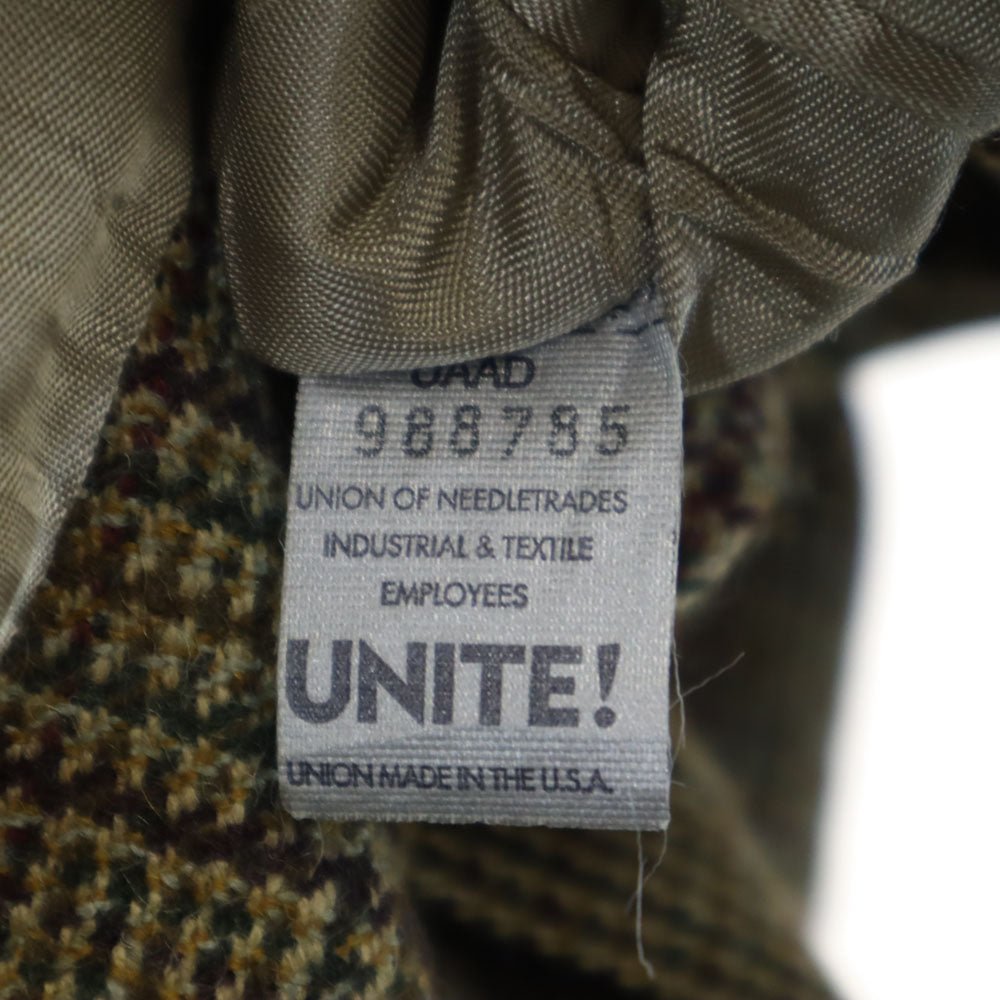 988785
UNION OF NEEDLETRADES
INDUSTRIAL & TEXTILE
EMPLOYEES
UNITE!
UNION MADE IN THE U.S.A.